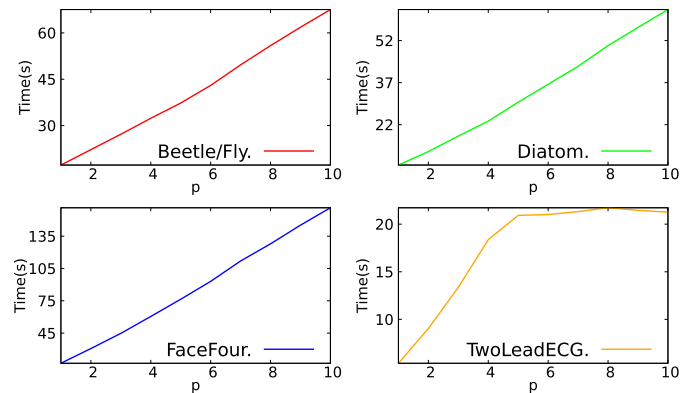 Time(s)
60
45
30
Beetle/Fly.
2 4 6 8 10
p
Time(s)
52
37
22
Diatom.
2 4 6 8 10
p
Time(s)
135
105
75
45
FaceFour.
2 4 6 8 10
p
Time(s)
20
15
10
TwoLeadECG.
2 4 6 8 10
p